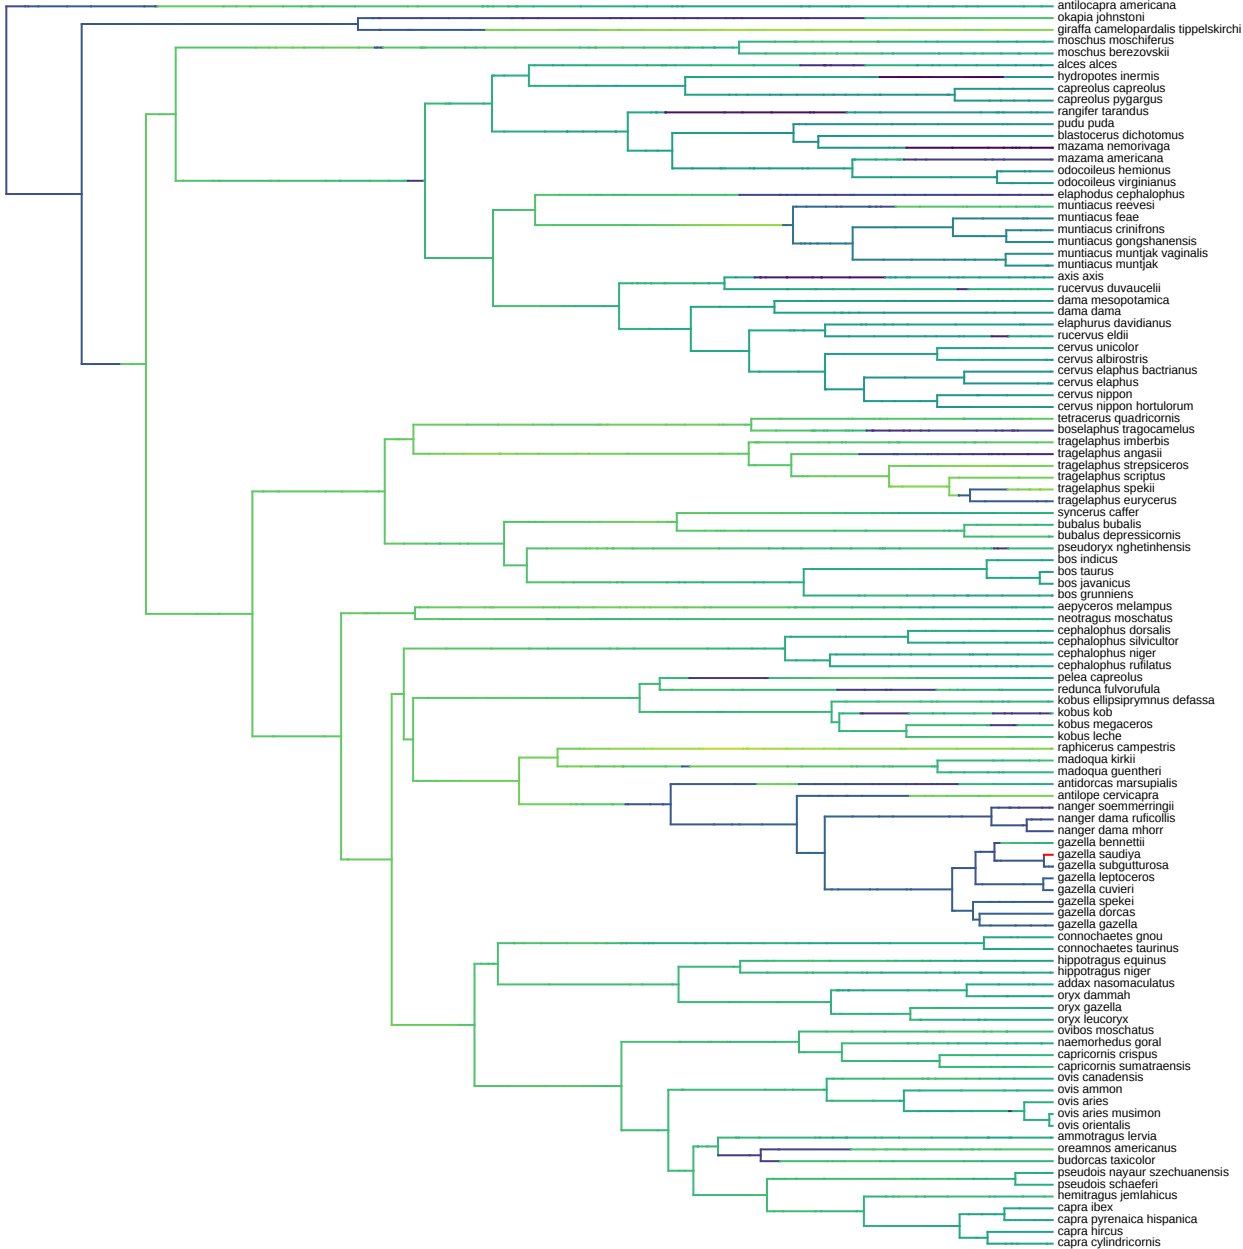 antilocapra americana
okapia johnstoni
giraffa camelopardalis tippelskirchi
moschus moschiferus
moschus berezovskii
alces alces
hydropotes inermis
capreolus capreolus
capreolus pygargus
rangifer tarandus
pudu puda
blastocerus dichotomus
mazama nemorivaga
mazama americana
odocoileus hemionus
odocoileus virginianus
elaphodus cephalophus
muntiacus reevesi
muntiacus feae
muntiacus crinifrons
muntiacus gongshanensis
muntiacus muntjak vaginalis
muntiacus muntjak
axis axis
rucervus duvaucelii
dama mesopotamica
dama dama
elaphurus davidianus
rucervus eldii
cervus unicolor
cervus albirostris
cervus elaphus bactrianus
cervus elaphus
cervus nippon
cervus nippon hortulorum
tetracerus quadricornis
boselaphus tragocamelus
tragelaphus imberbis
tragelaphus angasii
tragelaphus strepsiceros
tragelaphus scriptus
tragelaphus spekii
tragelaphus eurycerus
syncerus caffer
bubalus bubalis
bubalus depressicornis
pseudoryx nghetinhensis
bos indicus
bos taurus
bos javanicus
bos grunniens
aepyceros melampus
neotragus moschatus
cephalophus dorsalis
cephalophus silvicultor
cephalophus niger
cephalophus rufilatus
pelea capreolus
redunca fulvorufula
kobus ellipsiprymnus defassa
kobus kob
kobus megaceros
kobus leche
raphicerus campestris
madoqua kirkii
madoqua guentheri
antidorcas marsupialis
antilope cervicapra
nanger soemmerringii
nanger dama ruficollis
nanger dama mhorr
gazella bennettii
gazella saudiya
gazella subgutturosa
gazella leptoceros
gazella cuvieri
gazella spekei
gazella dorcas
gazella gazella
connochaetes gnou
connochaetes taurinus
hippotragus equinus
hippotragus niger
addax nasomaculatus
oryx dammah
oryx gazella
oryx leucoryx
ovibos moschatus
naemorhedus goral
capricornis crispus
capricornis sumatraensis
ovis canadensis
ovis ammon
ovis aries
ovis aries musimon
ovis orientalis
ammotragus lervia
oreamnos americanus
budorcas taxicolor
pseudois nayaur szechuanensis
pseudois schaeferi
hemitragus jemlahicus
capra ibex
capra pyrenaica hispanica
capra hircus
capra cylindricornis